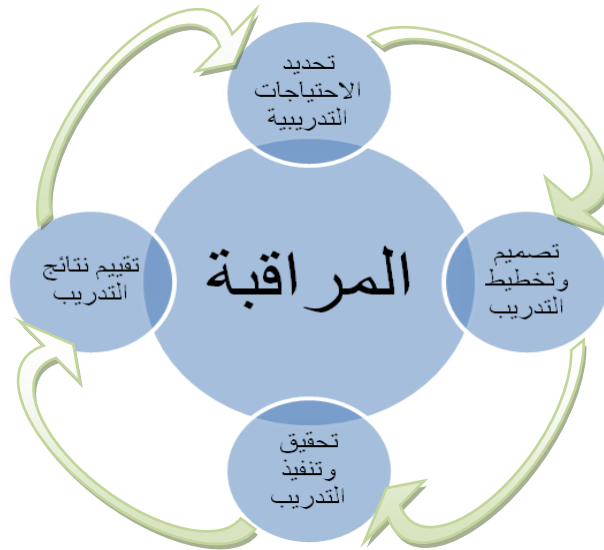 تحديد
الاحتياجات
التدريبية
تصميم
وتخطيط
التدريب
المراقبة
تقييم نتائج
التدريب
تحقيق
وتنفيذ
التدريب